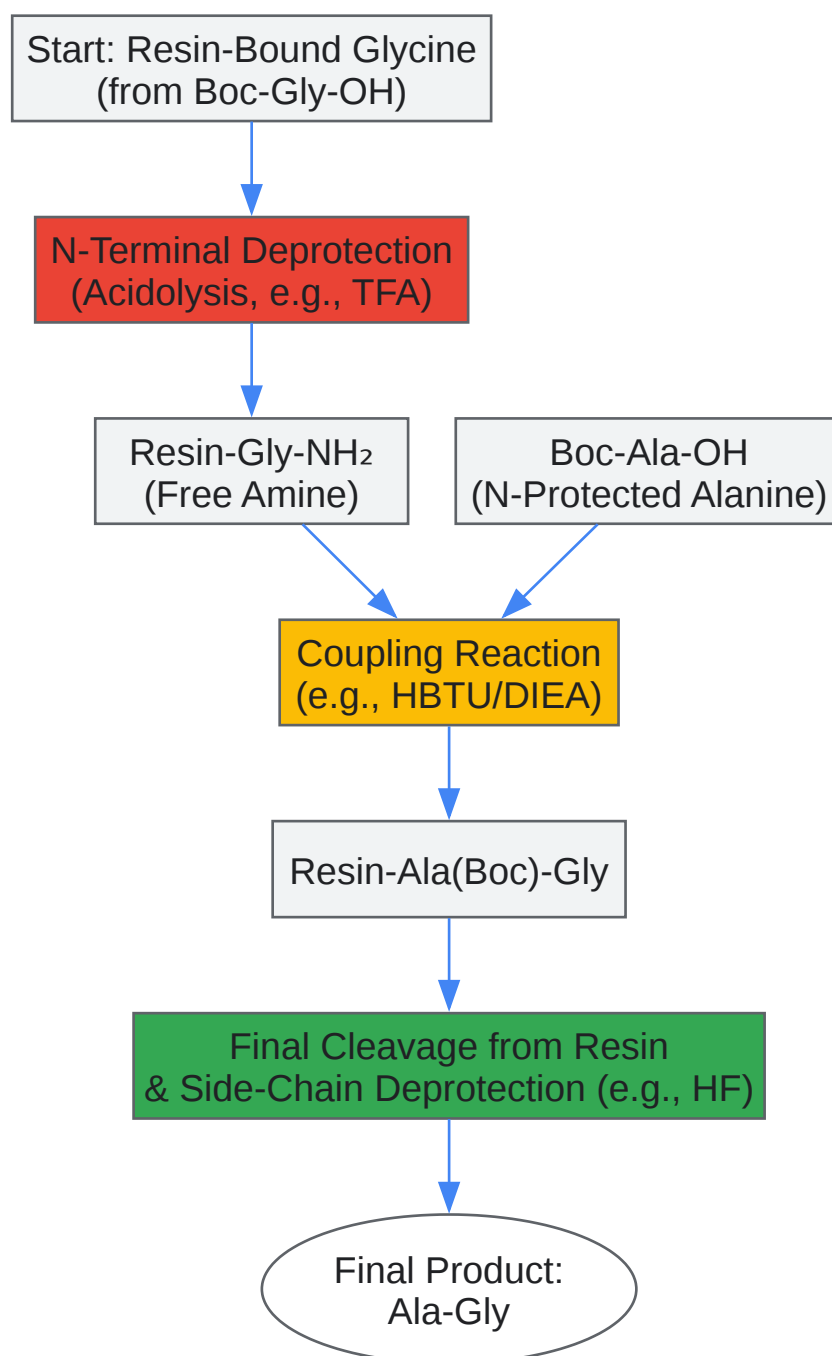 Start: Resin-Bound Glycine
(from Boc-Gly-OH)
N-Terminal Deprotection
(Acidolysis, e.g., TFA)
Resin-Gly-NH₂
(Free Amine)
Boc-Ala-OH
(N-Protected Alanine)
Coupling Reaction
(e.g., HBTU/DIEA)
Resin-Ala(Boc)-Gly
Final Cleavage from Resin
& Side-Chain Deprotection (e.g., HF)
Final Product:
Ala-Gly